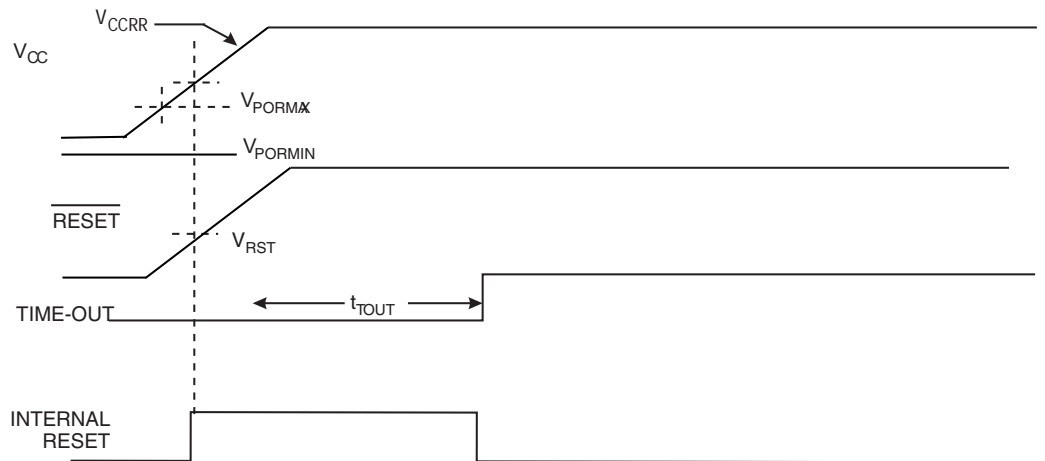 VCCRR
VCC
VPORMAX
VPORMIN
RESET
VRST
tTOUT
TIME-OUT
INTERNAL
RESET